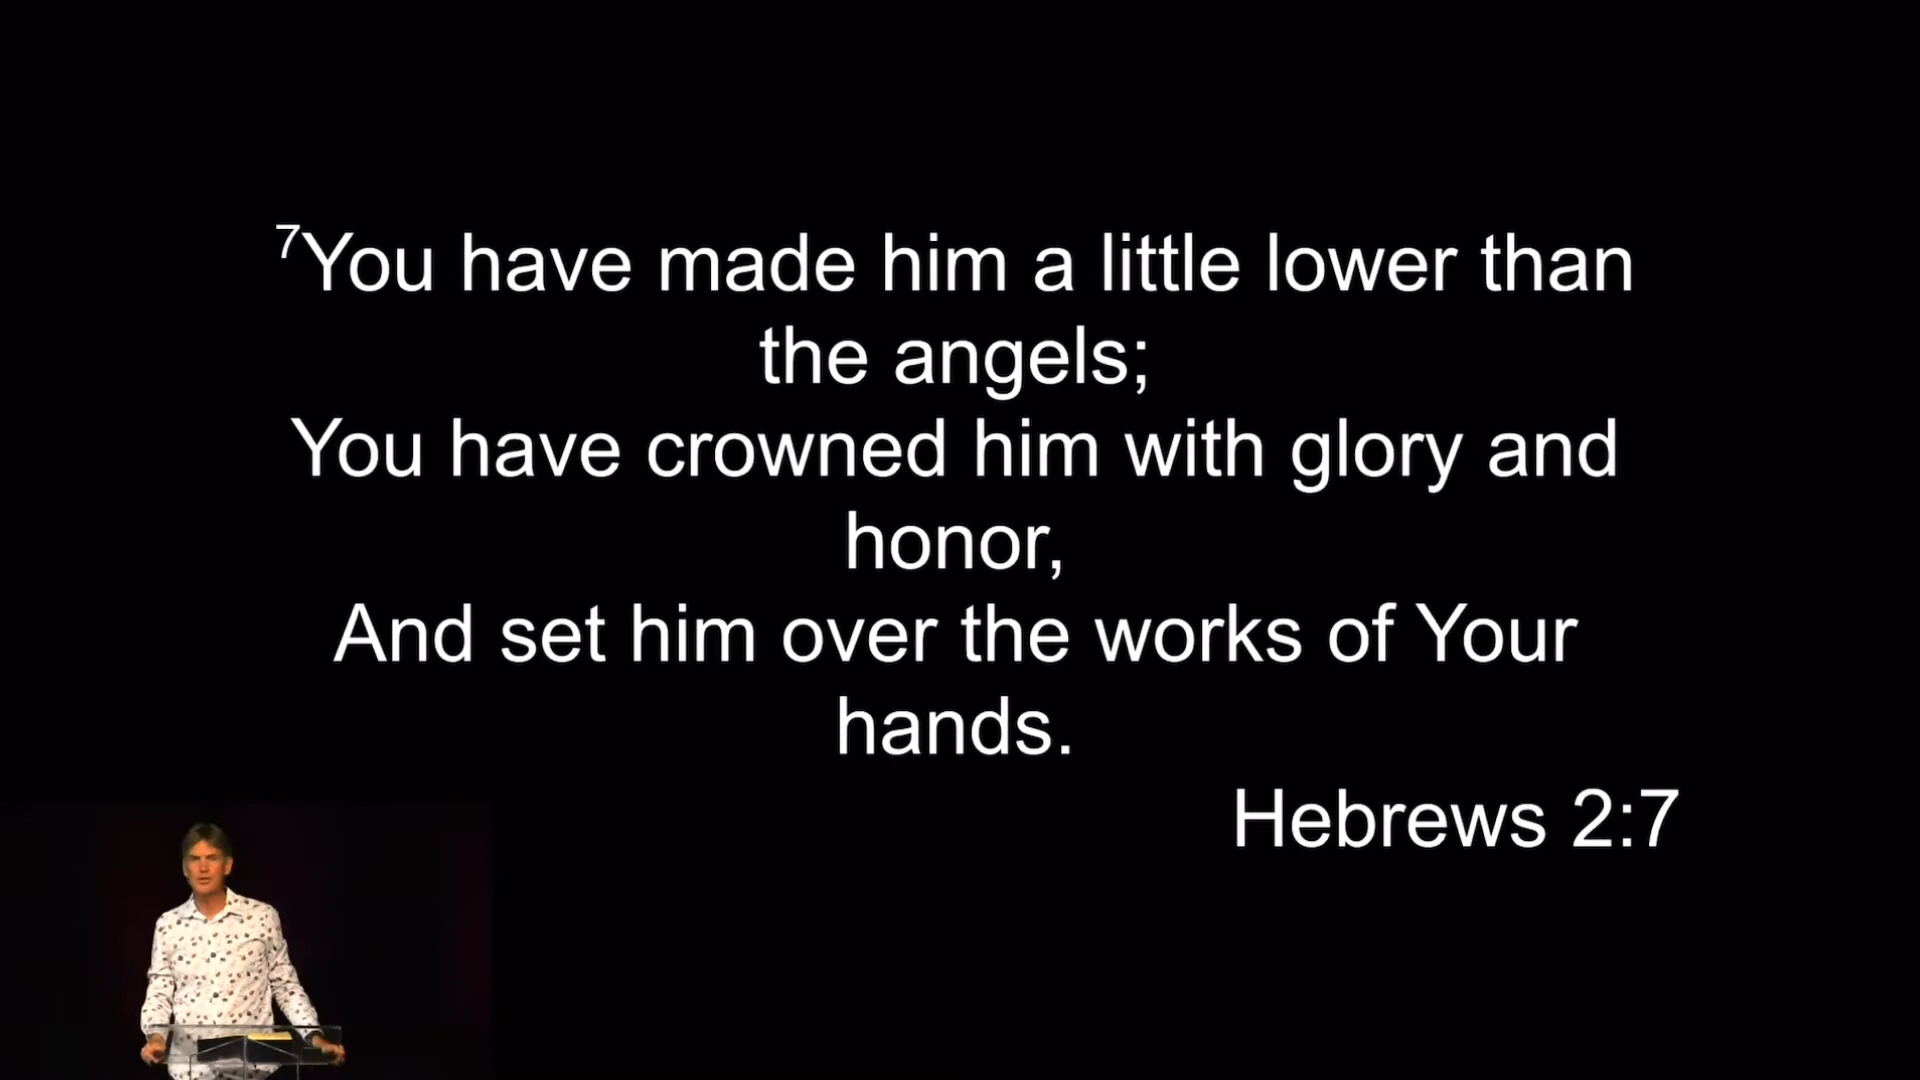 ⁷You have made him a little lower than
the angels;
You have crowned him with glory and
honor,
And set him over the works of Your
hands.
Hebrews 2:7